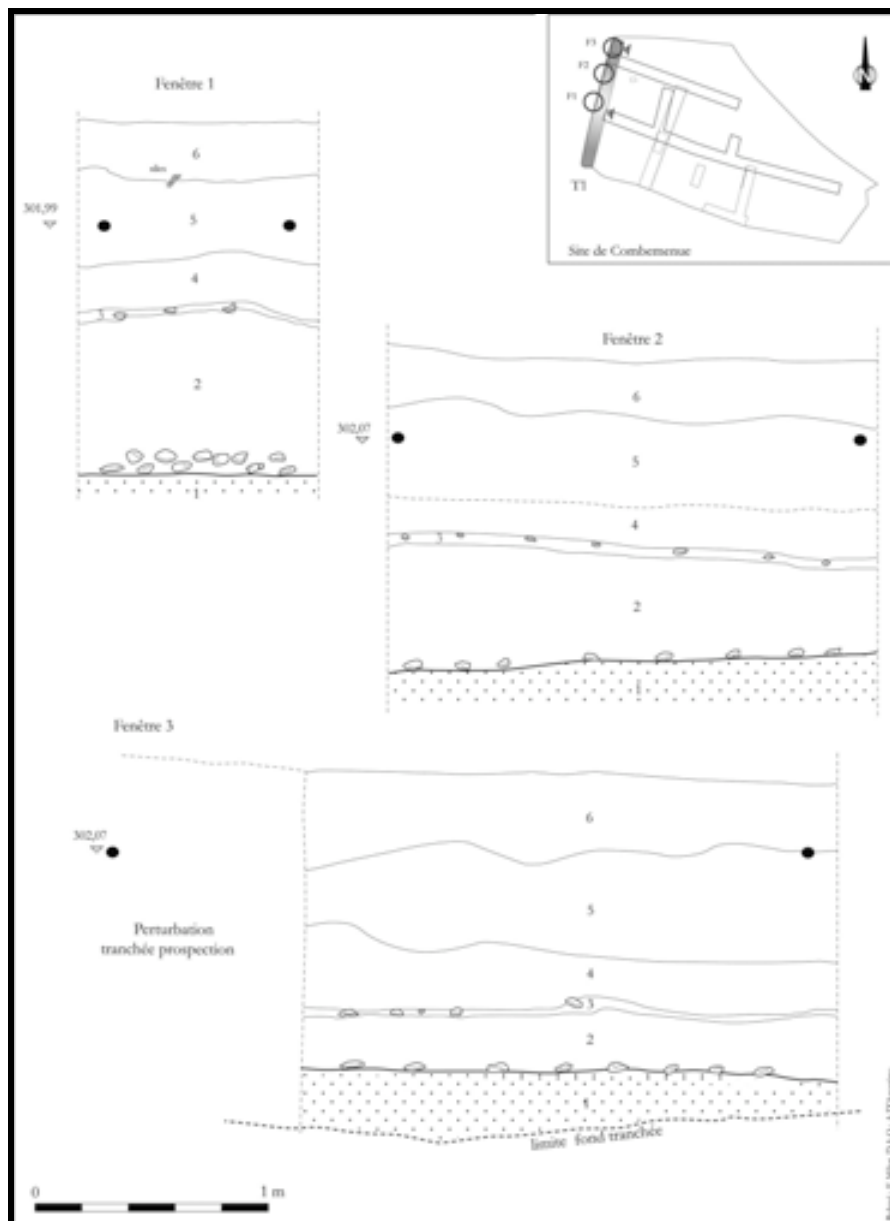 Fenêtre 1
6
5
301,99
4
3
2
1
F3
F2
F1
N
T1
Site de Combemenue
Fenêtre 2
6
302,07
5
4
3
2
1
Fenêtre 3
6
302,07
5
Perturbation
tranchée prospection
4
3
2
1
limite fond tranchée
0 1 m